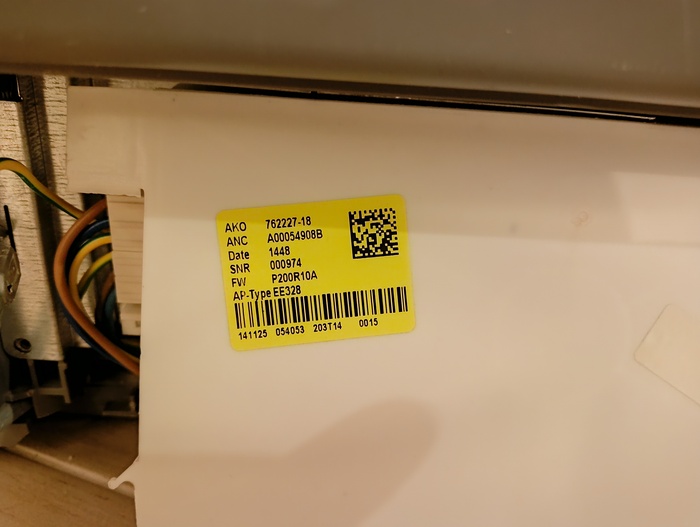 AKO 762227-18
ANC A00054908B
Date 1448
SNR 000974
FW P200R10A
AP-Type EE328
141125 054053 203T14 0015